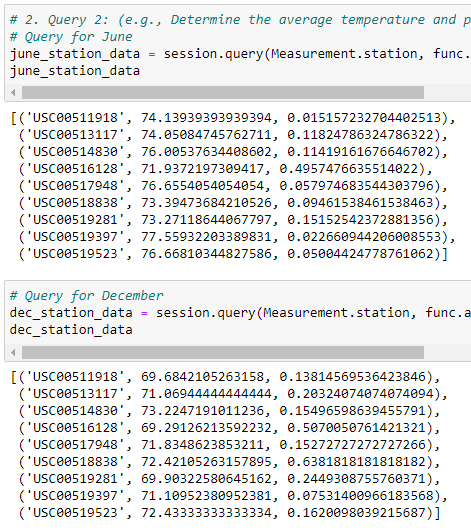 # 2. Query 2: (e.g., Determine the average temperature and p
# Query for June
june_station_data = session.query(Measurement.station, func.
june_station_data
[('USC00511918', 74.13939393939394, 0.015157232704402513),
('USC00513117', 74.05084745762711, 0.11824786324786322),
('USC00514830', 76.00537634408602, 0.11419161676646702),
('USC00516128', 71.9372197309417, 0.4957476635514022),
('USC00517948', 76.6554054054054, 0.057974683544303796),
('USC00518838', 73.39473684210526, 0.09461538461538463),
('USC00519281', 73.27118644067797, 0.15152542372881356),
('USC00519397', 77.55932203389831, 0.022660944206008553),
('USC00519523', 76.66810344827586, 0.05004424778761062)]
# Query for December
dec_station_data = session.query(Measurement.station, func.a
dec_station_data
[('USC00511918', 69.6842105263158, 0.13814569536423846),
('USC00513117', 71.06944444444444, 0.20324074074074094),
('USC00514830', 73.2247191011236, 0.15496598639455791),
('USC00516128', 69.29126213592232, 0.5070050761421321),
('USC00517948', 71.8348623853211, 0.15272727272727266),
('USC00518838', 72.42105263157895, 0.6381818181818182),
('USC00519281', 69.90322580645162, 0.2449308755760371),
('USC00519397', 71.10952380952381, 0.07531400966183568),
('USC00519523', 72.43333333333334, 0.1620098039215687)]